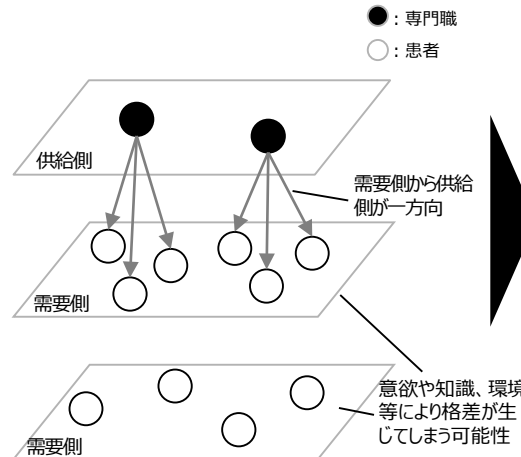 ：専門職
：患者
供給側
需要側から供給
側が一方向
需要側
意欲や知識、環境
等により格差が生
じてしまう可能性
需要側